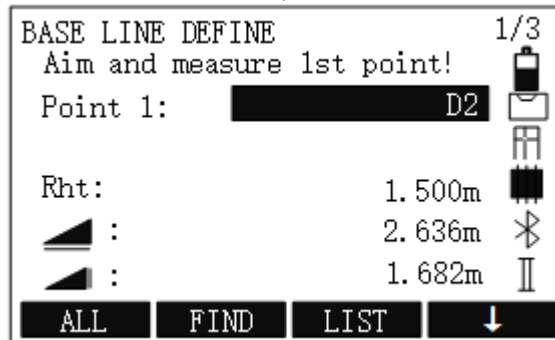 BASE LINE DEFINE 1/3
Aim and measure 1st point!
Point 1: D2
Rht: 1.500m
: 2.636m
: 1.682m
ALL FIND LIST ↓